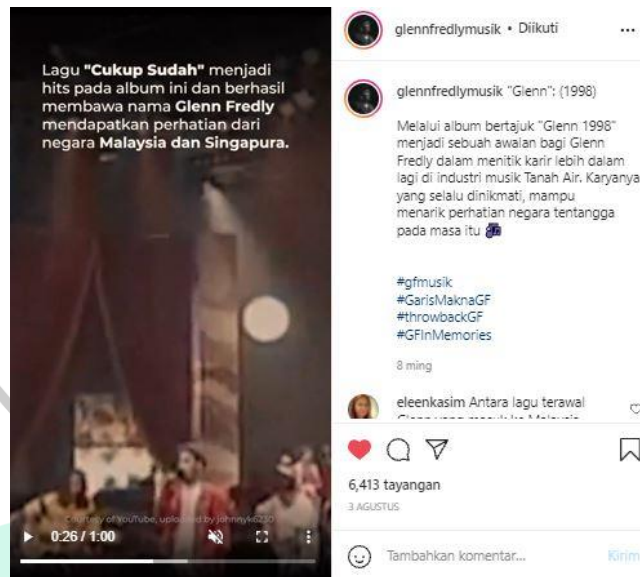 Lagu "Cukup Sudah" menjadi
hits pada album ini dan berhasil
membawa nama Glenn Fredly
mendapatkan perhatian dari
negara Malaysia dan Singapura.
Courtesy of YouTube, uploaded by johnnyk6230
0:26 / 1:00
glennfredlymusik • Diikuti
glennfredlymusik "Glenn": (1998)
Melalui album bertajuk "Glenn 1998"
menjadi sebuah awalan bagi Glenn
Fredly dalam menitik karir lebih dalam
lagi di industri musik Tanah Air. Karyanya
yang selalu dinikmati, mampu
menarik perhatian negara tentangga
pada masa itu
#gfmusik
#GarisMaknaGF
#throwbackGF
#GFInMemories
8 ming
eleenkasim Antara lagu terawal
6,413 tayangan
3 AGUSTUS
Tambahkan komentar...
Kirim